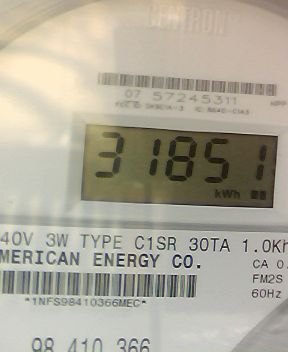 CENTRON
07 57245311
31851
kWh
40V 3W TYPE C1SR 30TA 1.0Kh
MERICAN ENERGY CO.
CA 0.
FM2S
60Hz
*1NFS98410366MEC*
98 410 366